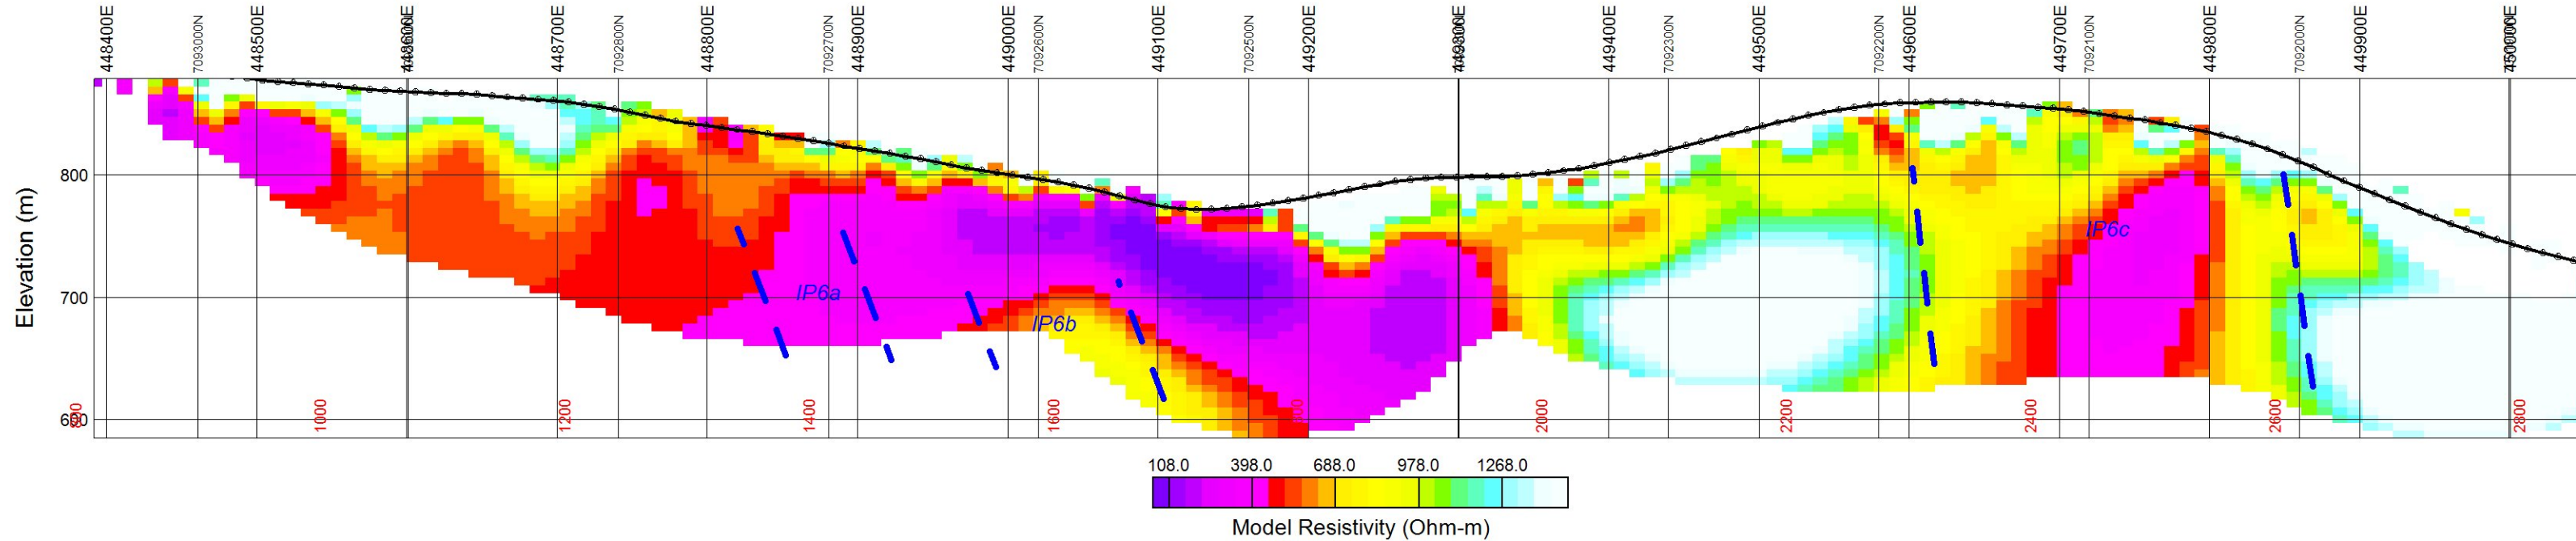 448400E 7093000N 448500E 448600E 448700E 7092800N 448800E 7092700N 448900E 449000E 7092600N 449100E 7092500N 449200E 449300E 449400E 7092300N 449500E 7092200N 449600E 449700E 7092100N 449800E 7092000N 449900E 450000E
Elevation (m)
800
IP6c
700
IP6a
IP6b
600
800 1000 1200 1400 1600 2000 2200 2400 2600 2800
108.0 398.0 688.0 978.0 1268.0
Model Resistivity (Ohm-m)